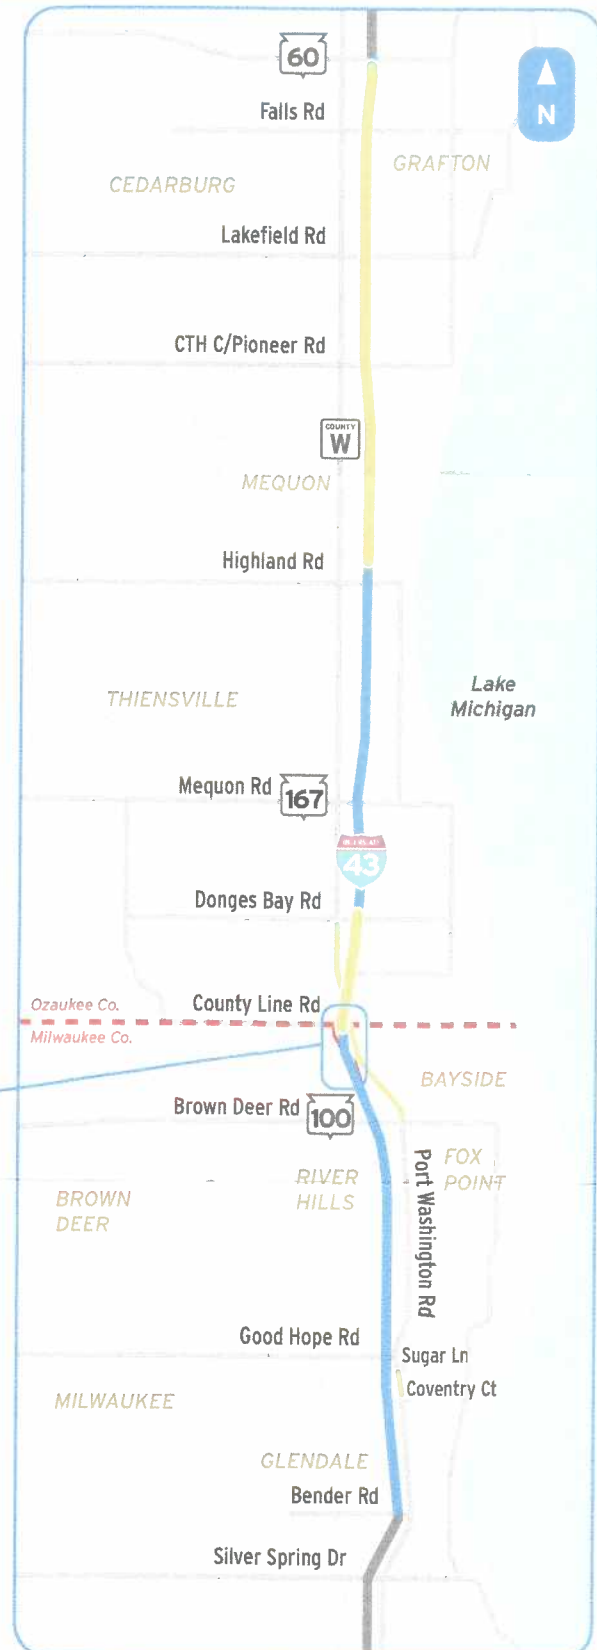 60
N
Falls Rd
GRAFTON
CEDARBURG
Lakefield Rd
CTH C/Pioneer Rd
COUNTY
W
MEQUON
Highland Rd
Lake
Michigan
THIENSVILLE
Mequon Rd
167
43
Donges Bay Rd
Ozaukee Co.
County Line Rd
Milwaukee Co.
BAYSIDE
Brown Deer Rd
100
Port Washington Rd
FOX
POINT
RIVER
HILLS
BROWN
DEER
Good Hope Rd
Sugar Ln
Coventry Ct
MILWAUKEE
GLENDALE
Bender Rd
Silver Spring Dr